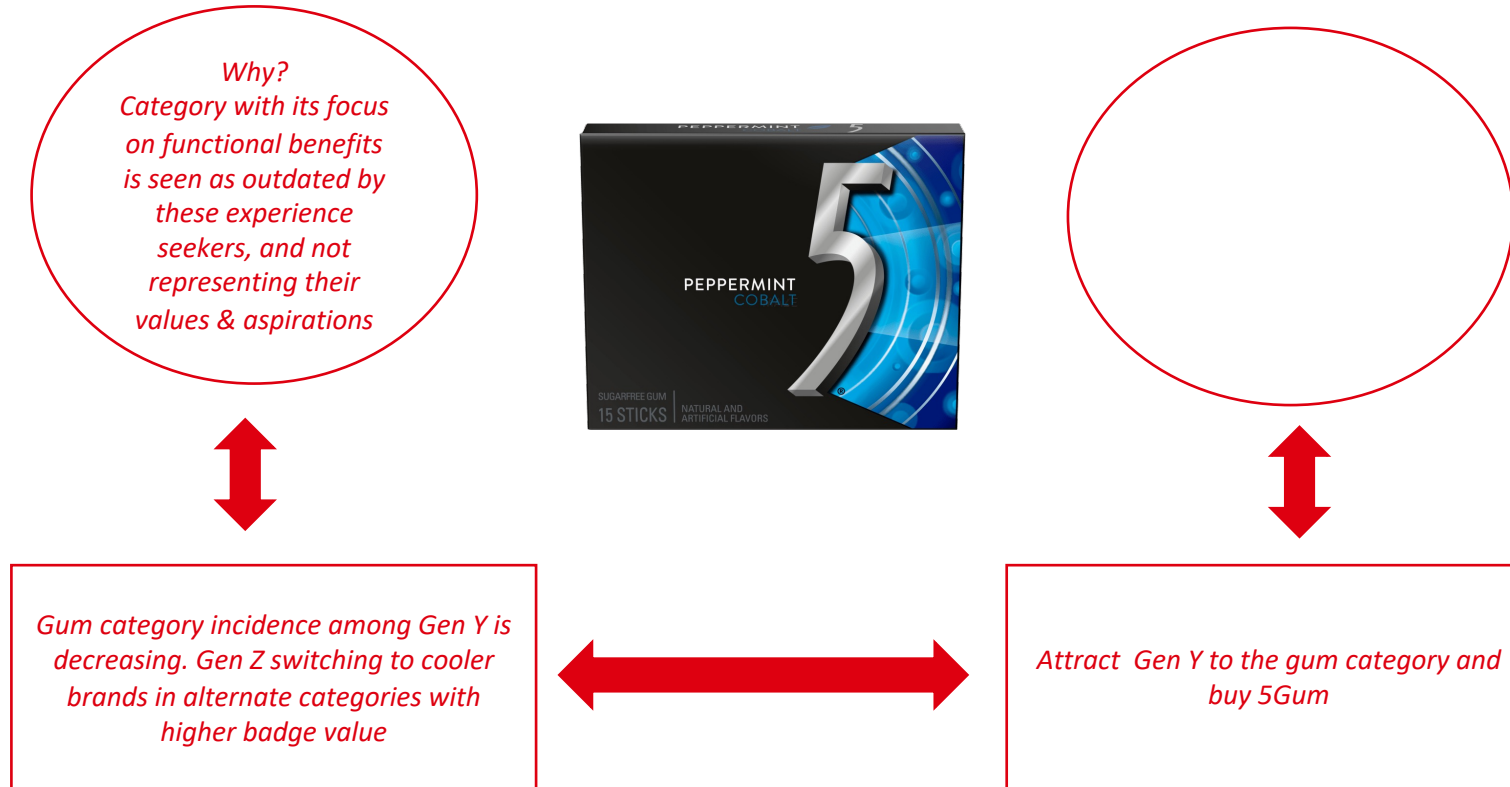 Why?
Category with its focus
on functional benefits
is seen as outdated by
these experience
seekers, and not
representing their
values & aspirations
PEPPERMINT 5
5
PEPPERMINT
COBALT
SUGARFREE GUM
15 STICKS
NATURAL AND
ARTIFICIAL FLAVORS
®
Gum category incidence among Gen Y is
decreasing. Gen Z switching to cooler
brands in alternate categories with
higher badge value
Attract Gen Y to the gum category and
buy 5Gum